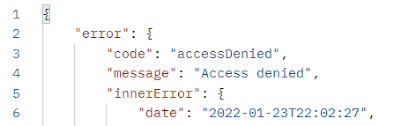 1 {
2 "error": {
3 "code": "accessDenied",
4 "message": "Access denied",
5 "innerError": {
6 "date": "2022-01-23T22:02:27",